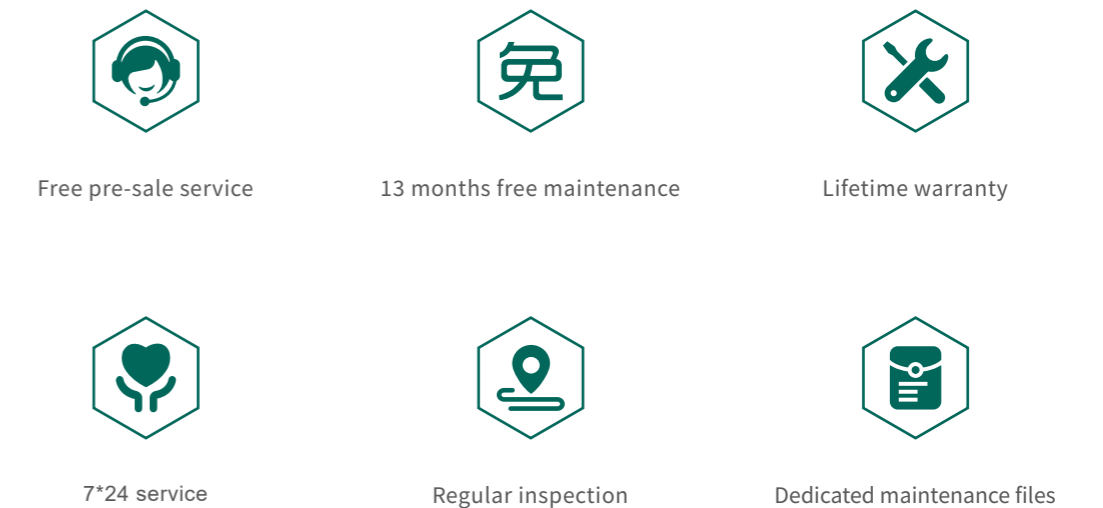 免
Free pre-sale service
13 months free maintenance
Lifetime warranty
7*24 service
Regular inspection
Dedicated maintenance files